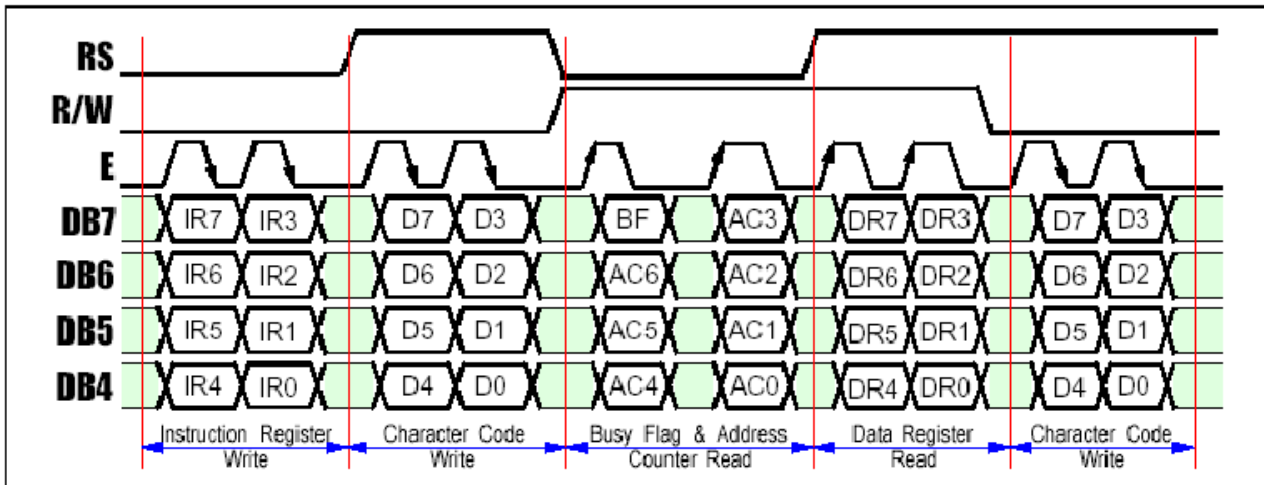 RS
R/W
E
DB7 IR7 IR3 D7 D3 BF AC3 DR7 DR3 D7 D3
DB6 IR6 IR2 D6 D2 AC6 AC2 DR6 DR2 D6 D2
DB5 IR5 IR1 D5 D1 AC5 AC1 DR5 DR1 D5 D1
DB4 IR4 IR0 D4 D0 AC4 AC0 DR4 DR0 D4 D0
Instruction Register Character Code Busy Flag & Address Data Register Character Code
Write Write Counter Read Read Write